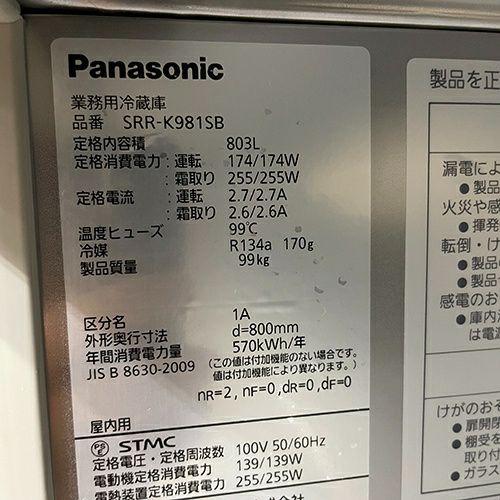 Panasonic
業務用冷蔵庫
品番 SRR-K981SB
定格内容積 803L
定格消費電力:運転 174/174W
:霜取り 255/255W
定格電流 :運転 2.7/2.7A
:霜取り 2.6/2.6A
温度ヒューズ 99℃
冷媒 R134a 170g
製品質量 99kg
区分名 1A
外形奥行寸法 d=800mm
年間消費電力量 570kWh/年
JIS B 8630-2009 (この値は付加機能のない場合です。
値は付加機能により異なります。)
nR=2, nF=0,dR=0,dF=0
屋内用
PS E STMC
定格電圧・定格周波数 100V 50/60Hz
電動機定格消費電力 139/139W
電熱装置定格消費電力 255/255W
製品を正
漏電によ
●製品
火災や感
●揮発
転倒・け
●製品
●製品
感電のお
●庫内
は電
けがのおそ
●扉開閉
●棚受を
取り付
●ガラス